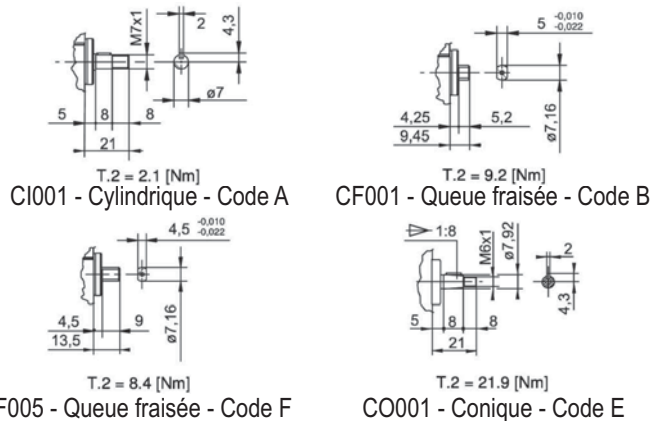 2
4,3
M7x1
ø7
5 8 8
21
T.2 = 2.1 [Nm]
CI001 - Cylindrique - Code A
5 -0,010
-0,022
4,25 5,2
9,45
ø7,16
T.2 = 9.2 [Nm]
CF001 - Queue fraisée - Code B
4,5 -0,010
-0,022
4,5 9
13,5
ø7,16
T.2 = 8.4 [Nm]
F005 - Queue fraisée - Code F
1:8
M6x1
ø7,92
2
4,3
5 8 8
21
T.2 = 21.9 [Nm]
CO001 - Conique - Code E